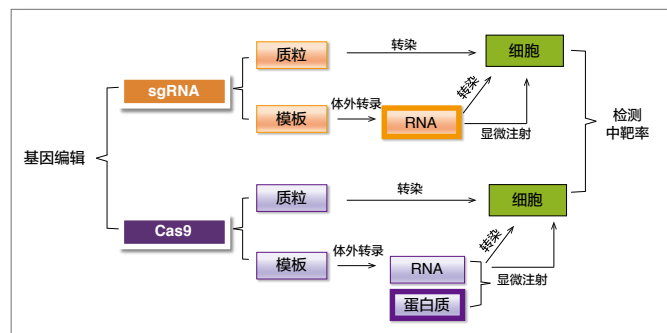 基因编辑
sgRNA
质粒
转染
细胞
模板
体外转录
RNA
转染
显微注射
Cas9
质粒
转染
细胞
模板
体外转录
RNA
蛋白质
转染
显微注射
检测
中靶率